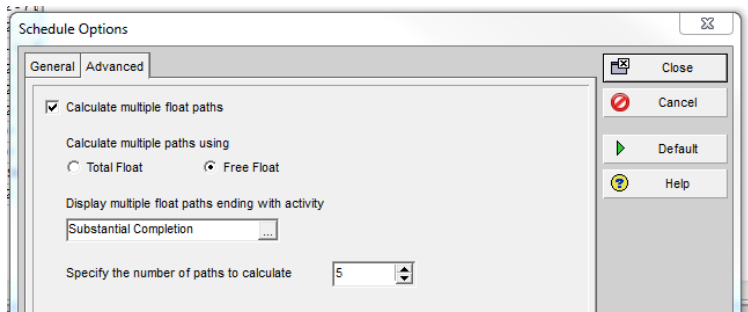 Schedule Options
General Advanced
Close
Calculate multiple float paths
Cancel
Calculate multiple paths using
Total Float Free Float
Default
Display multiple float paths ending with activity
Help
Substantial Completion ...
Specify the number of paths to calculate 5